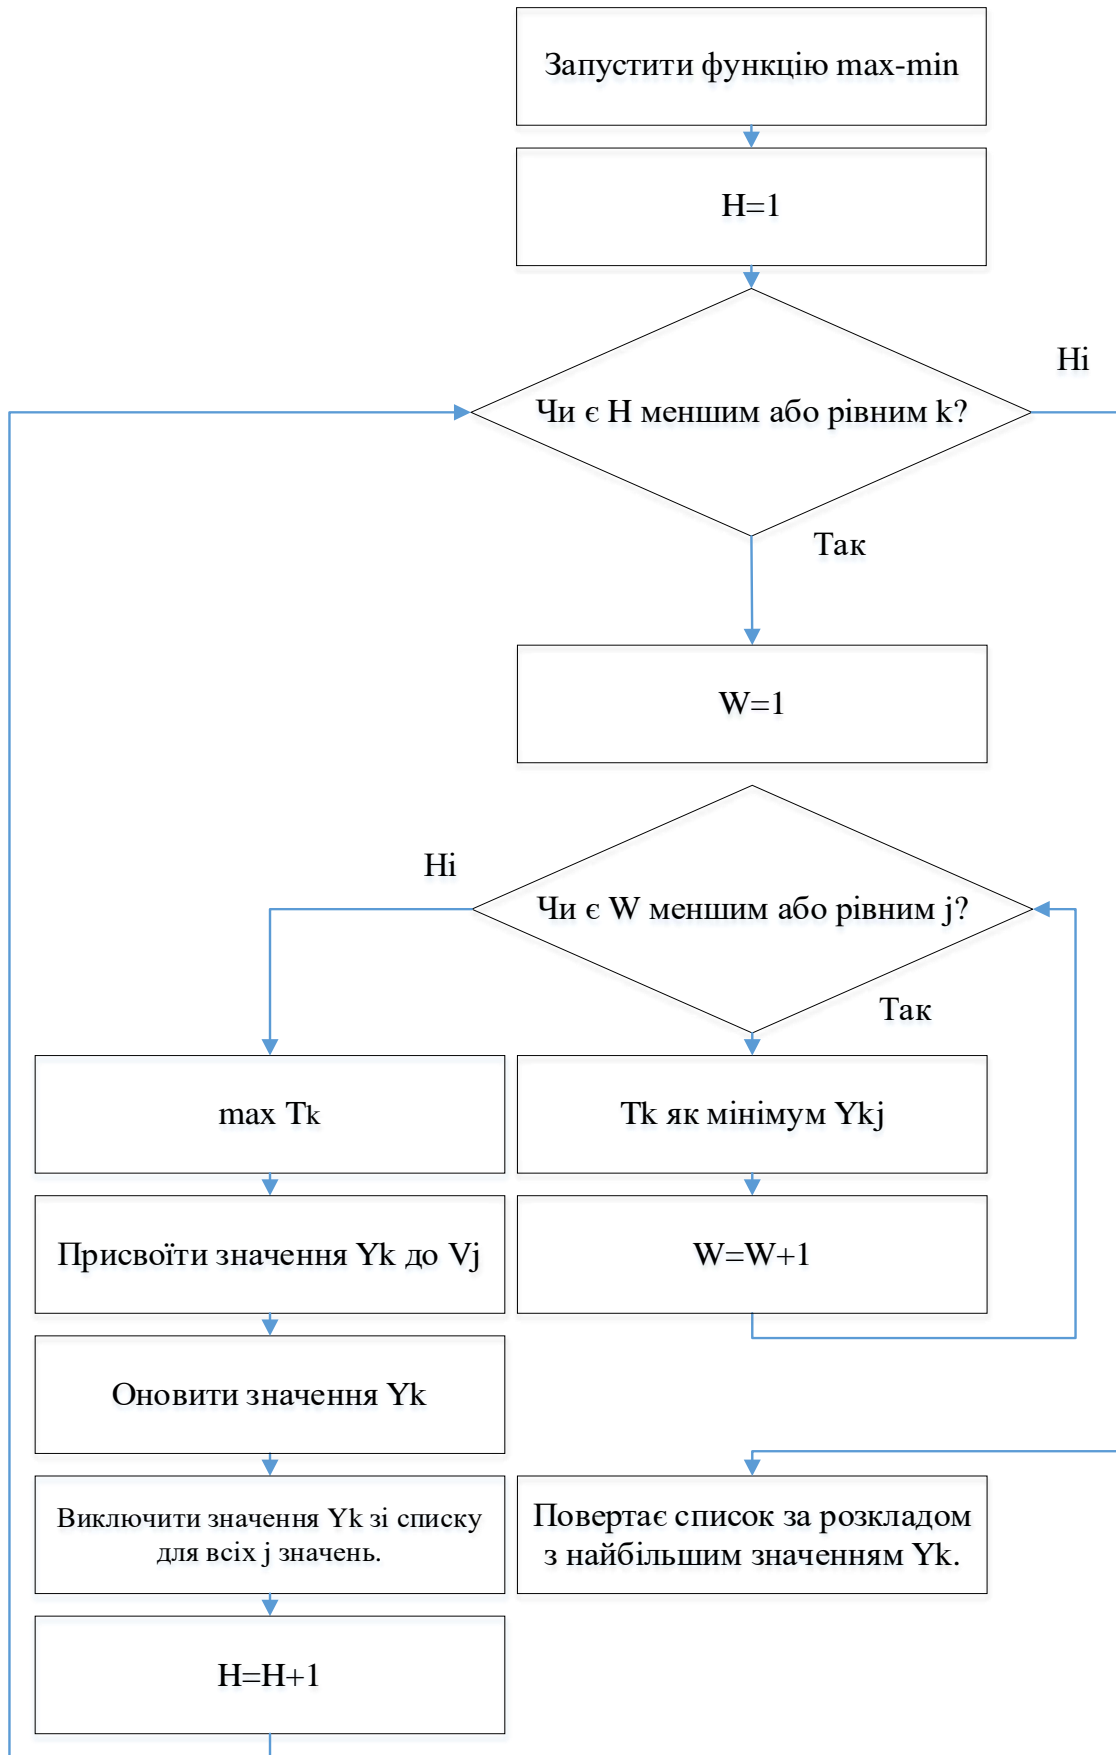 Запустити функцію max-min
H=1
Ні
Чи є H меншим або рівним k?
Так
W=1
Ні
Чи є W меншим або рівним j?
Так
max Tk
Tk як мінімум Ykj
Присвоїти значення Yk до Vj
W=W+1
Оновити значення Yk
Виключити значення Yk зі списку
для всіх j значень.
Повертає список за розкладом
з найбільшим значенням Yk.
H=H+1